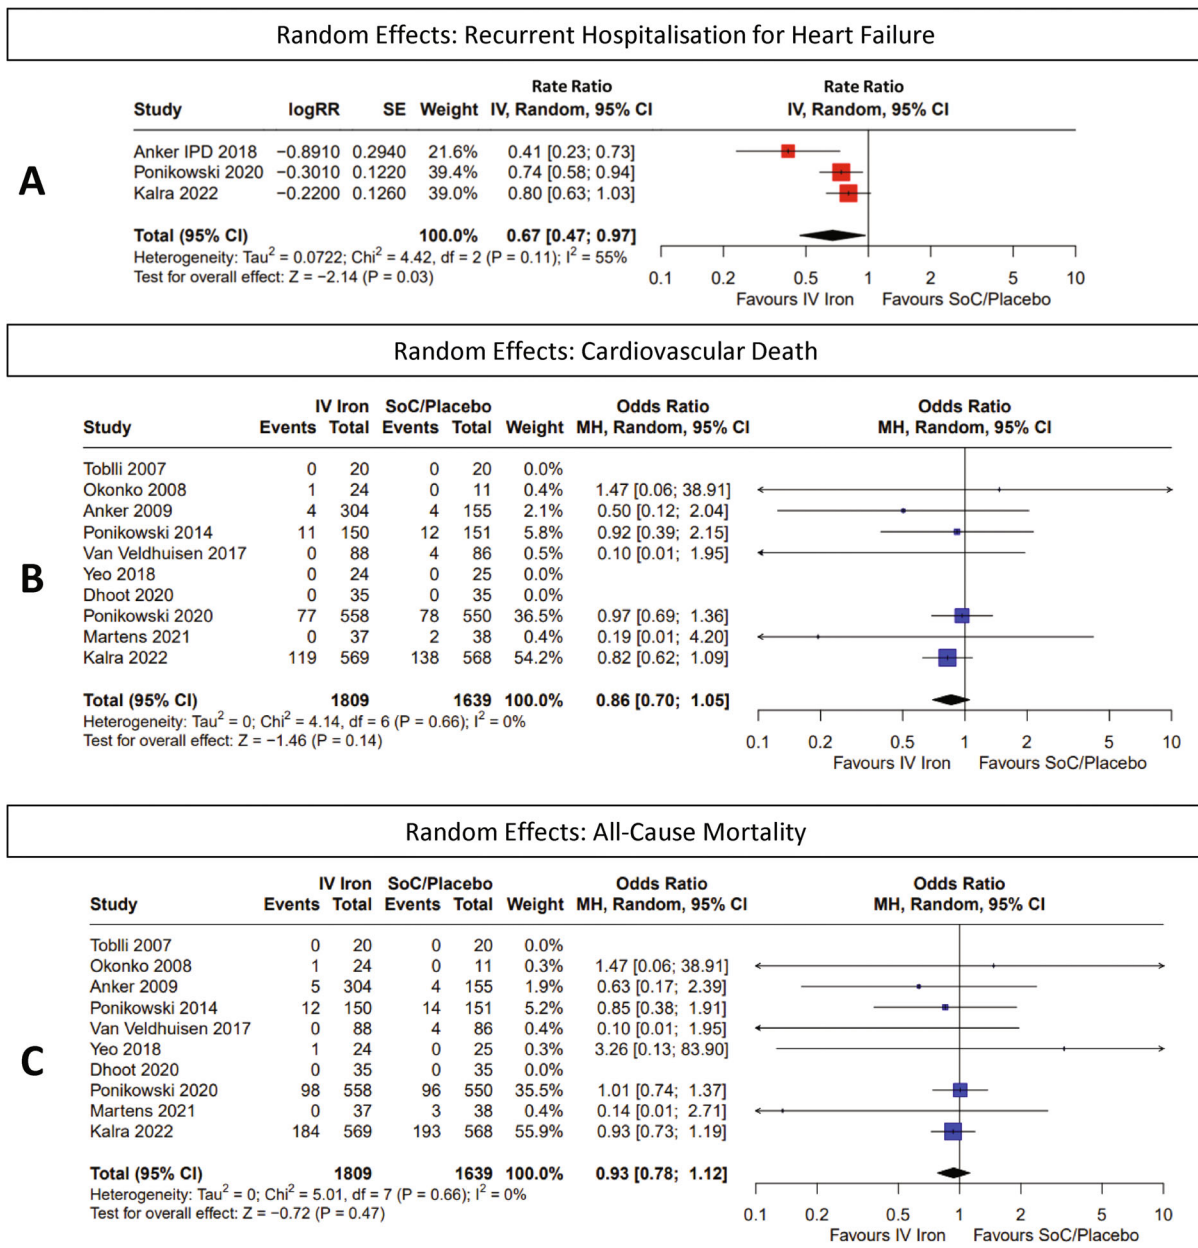 Random Effects: Recurrent Hospitalisation for Heart Failure
A
Rate Ratio Rate Ratio
Study logRR SE Weight IV, Random, 95% CI IV, Random, 95% CI
Anker IPD 2018 −0.8910 0.2940 21.6% 0.41 [0.23; 0.73]
Ponikowski 2020 −0.3010 0.1220 39.4% 0.74 [0.58; 0.94]
Kalra 2022 −0.2200 0.1260 39.0% 0.80 [0.63; 1.03]
Total (95% CI) 100.0% 0.67 [0.47; 0.97]
Heterogeneity: Tau² = 0.0722; Chi² = 4.42, df = 2 (P = 0.11); I² = 55%
Test for overall effect: Z = −2.14 (P = 0.03)
0.1 0.2 0.5 1 2 5 10
Favours IV Iron Favours SoC/Placebo
Random Effects: Cardiovascular Death
B
IV Iron SoC/Placebo Odds Ratio Odds Ratio
Study Events Total Events Total Weight MH, Random, 95% CI MH, Random, 95% CI
Toblli 2007 0 20 0 20 0.0%
Okonko 2008 1 24 0 11 0.4% 1.47 [0.06; 38.91]
Anker 2009 4 304 4 155 2.1% 0.50 [0.12; 2.04]
Ponikowski 2014 11 150 12 151 5.8% 0.92 [0.39; 2.15]
Van Veldhuisen 2017 0 88 4 86 0.5% 0.10 [0.01; 1.95]
Yeo 2018 0 24 0 25 0.0%
Dhoot 2020 0 35 0 35 0.0%
Ponikowski 2020 77 558 78 550 36.5% 0.97 [0.69; 1.36]
Martens 2021 0 37 2 38 0.4% 0.19 [0.01; 4.20]
Kalra 2022 119 569 138 568 54.2% 0.82 [0.62; 1.09]
Total (95% CI) 1809 1639 100.0% 0.86 [0.70; 1.05]
Heterogeneity: Tau² = 0; Chi² = 4.14, df = 6 (P = 0.66); I² = 0%
Test for overall effect: Z = −1.46 (P = 0.14)
0.1 0.2 0.5 1 2 5 10
Favours IV Iron Favours SoC/Placebo
Random Effects: All-Cause Mortality
C
IV Iron SoC/Placebo Odds Ratio Odds Ratio
Study Events Total Events Total Weight MH, Random, 95% CI MH, Random, 95% CI
Toblli 2007 0 20 0 20 0.0%
Okonko 2008 1 24 0 11 0.3% 1.47 [0.06; 38.91]
Anker 2009 5 304 4 155 1.9% 0.63 [0.17; 2.39]
Ponikowski 2014 12 150 14 151 5.2% 0.85 [0.38; 1.91]
Van Veldhuisen 2017 0 88 4 86 0.4% 0.10 [0.01; 1.95]
Yeo 2018 1 24 0 25 0.3% 3.26 [0.13; 83.90]
Dhoot 2020 0 35 0 35 0.0%
Ponikowski 2020 98 558 96 550 35.5% 1.01 [0.74; 1.37]
Martens 2021 0 37 3 38 0.4% 0.14 [0.01; 2.71]
Kalra 2022 184 569 193 568 55.9% 0.93 [0.73; 1.19]
Total (95% CI) 1809 1639 100.0% 0.93 [0.78; 1.12]
Heterogeneity: Tau² = 0; Chi² = 5.01, df = 7 (P = 0.66); I² = 0%
Test for overall effect: Z = −0.72 (P = 0.47)
0.1 0.2 0.5 1 2 5 10
Favours IV Iron Favours SoC/Placebo